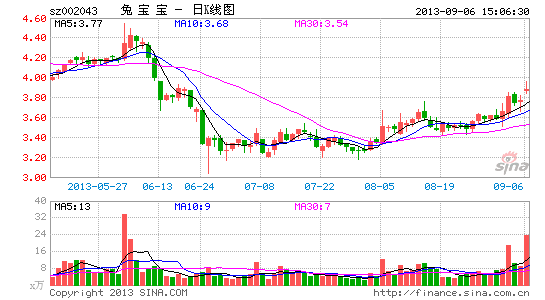 sz002043 兔 宝 宝 - 日K线图 2013-09-06 15:06:30
MA5:3.77 MA10:3.68 MA30:3.54
4.60
4.40
4.20
4.00
3.80
3.60
3.40
3.20
3.00
sina
2013-05-27 06-13 06-24 07-08 07-22 08-05 08-19 09-06
MA5:13 MA10:9 MA30:7
40
32
24
16
8
x万
Copyright 2013 SINA.COM http://finance.sina.com.cn